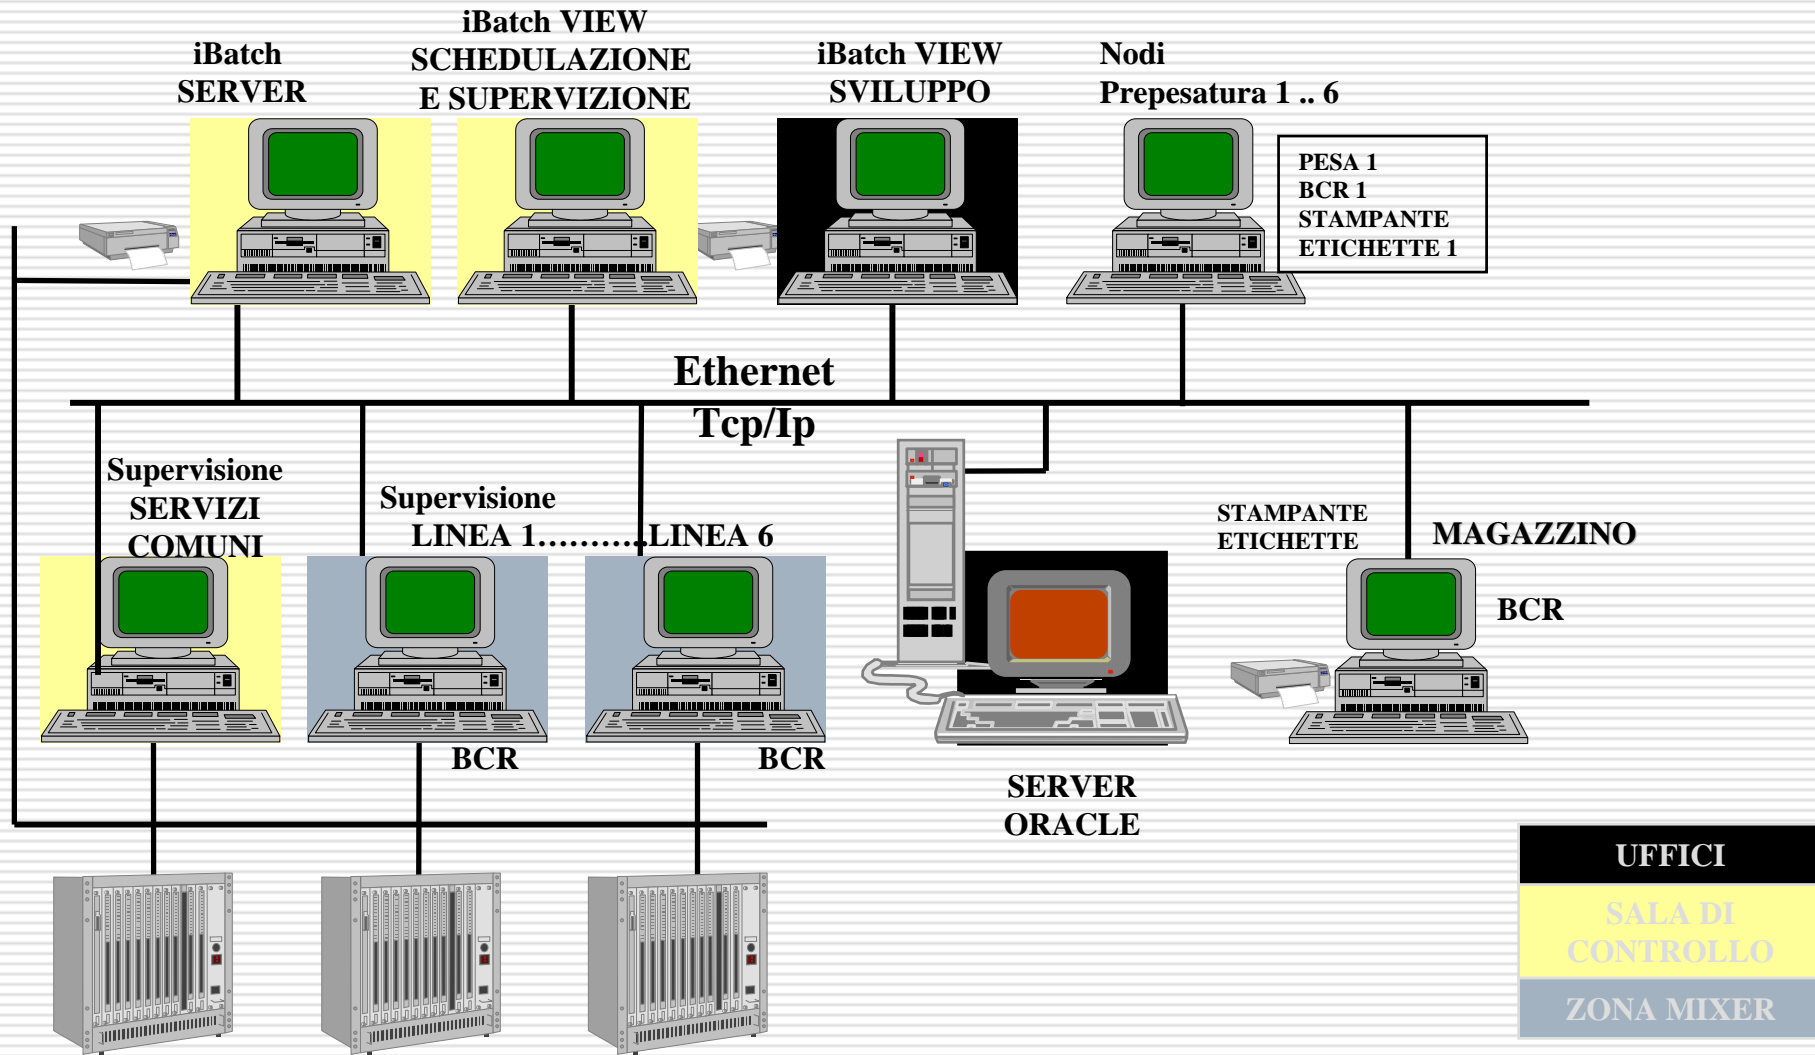 iBatch
SERVER
iBatch VIEW
SCHEDULAZIONE
E SUPERVIZIONE
iBatch VIEW
SVILUPPO
Nodi
Prepesatura 1 .. 6
PESA 1
BCR 1
STAMPANTE
ETICHETTE 1
Ethernet
Tcp/Ip
Supervisione
SERVIZI
COMUNI
Supervisione
LINEA 1………..LINEA 6
STAMPANTE
ETICHETTE
MAGAZZINO
BCR
BCR
BCR
SERVER
ORACLE
UFFICI
SALA DI
CONTROLLO
ZONA MIXER